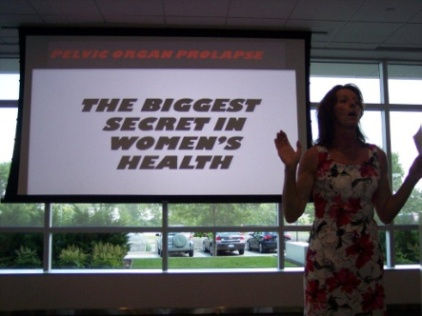 PELVIC ORGAN PROLAPSE
THE BIGGEST
SECRET IN
WOMEN'S
HEALTH